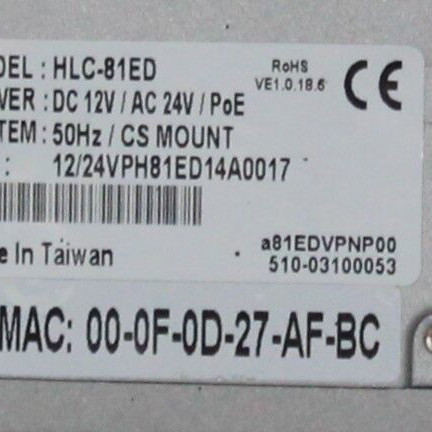 DEL : HLC-81ED
RoHS
VE1.0.18.6
CE
WER : DC 12V / AC 24V / PoE
TEM : 50Hz / CS MOUNT
: 12/24VPH81ED14A0017
e In Taiwan
a81EDVPNP00
510-03100053
MAC: 00-0F-0D-27-AF-BC